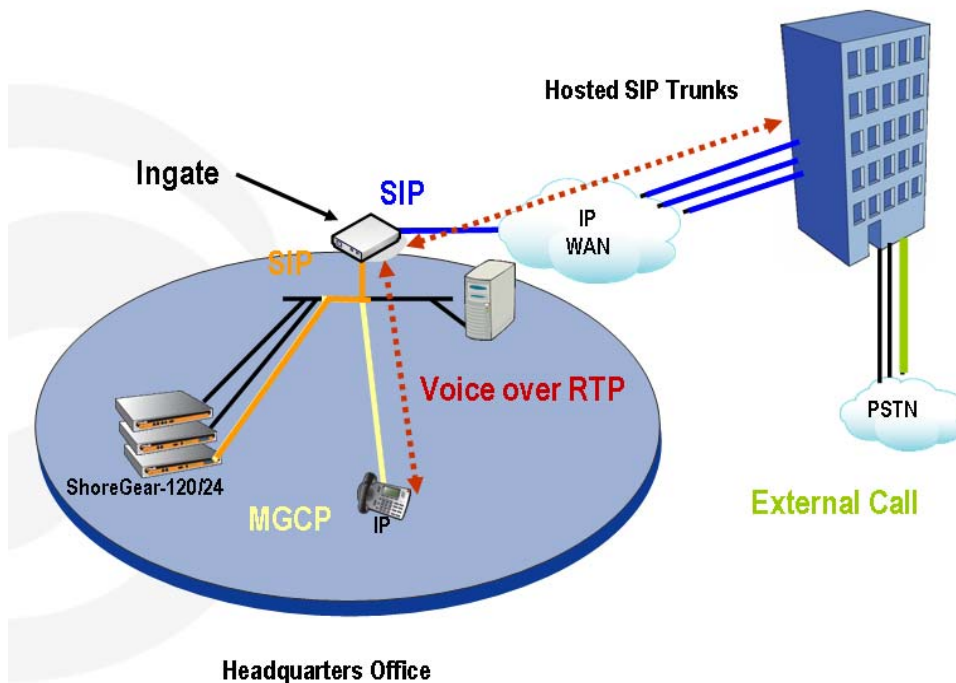 Hosted SIP Trunks
Ingate
SIP
IP
WAN
SIP
Voice over RTP
PSTN
ShoreGear-120/24
MGCP
IP
External Call
Headquarters Office